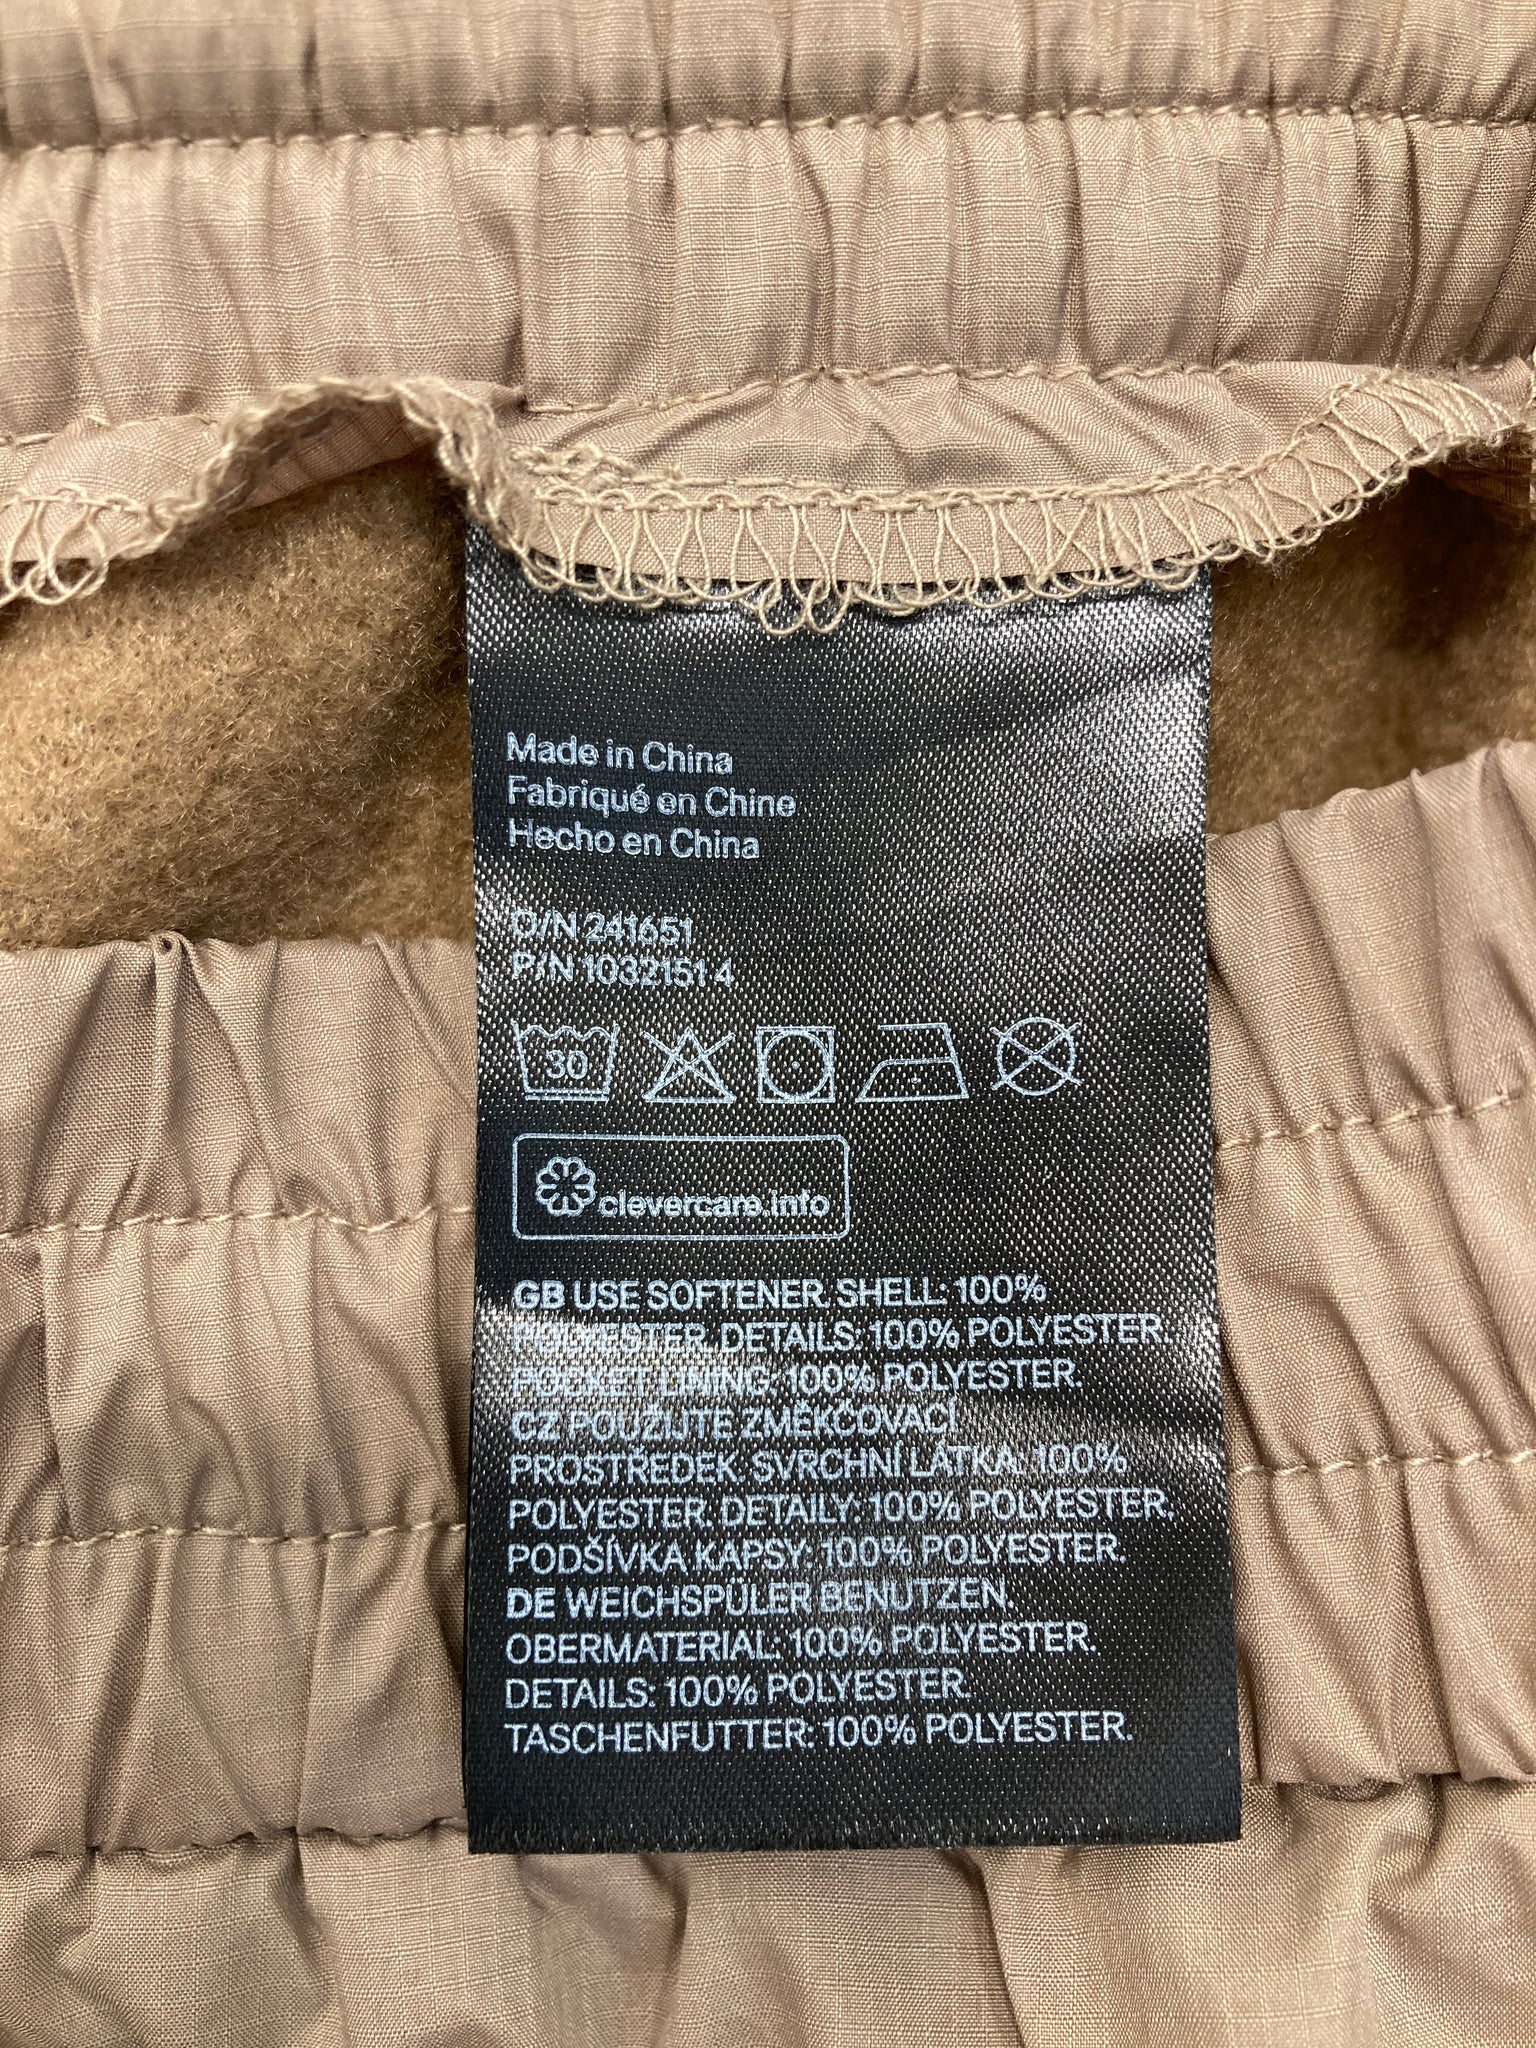 Made in China
Fabriqué en Chine
Hecho en China
O/N 241651
P/N 1032151 4
30
clevercare.info
GB USE SOFTENER. SHELL: 100%
POLYESTER. DETAILS: 100% POLYESTER.
POCKET LINING: 100% POLYESTER.
CZ POUŽIJTE ZMĚKČOVACÍ
PROSTŘEDEK. SVRCHNÍ LÁTKA: 100%
POLYESTER. DETAILY: 100% POLYESTER.
PODŠÍVKA KAPSY: 100% POLYESTER.
DE WEICHSPÜLER BENUTZEN.
OBERMATERIAL: 100% POLYESTER.
DETAILS: 100% POLYESTER.
TASCHENFUTTER: 100% POLYESTER.